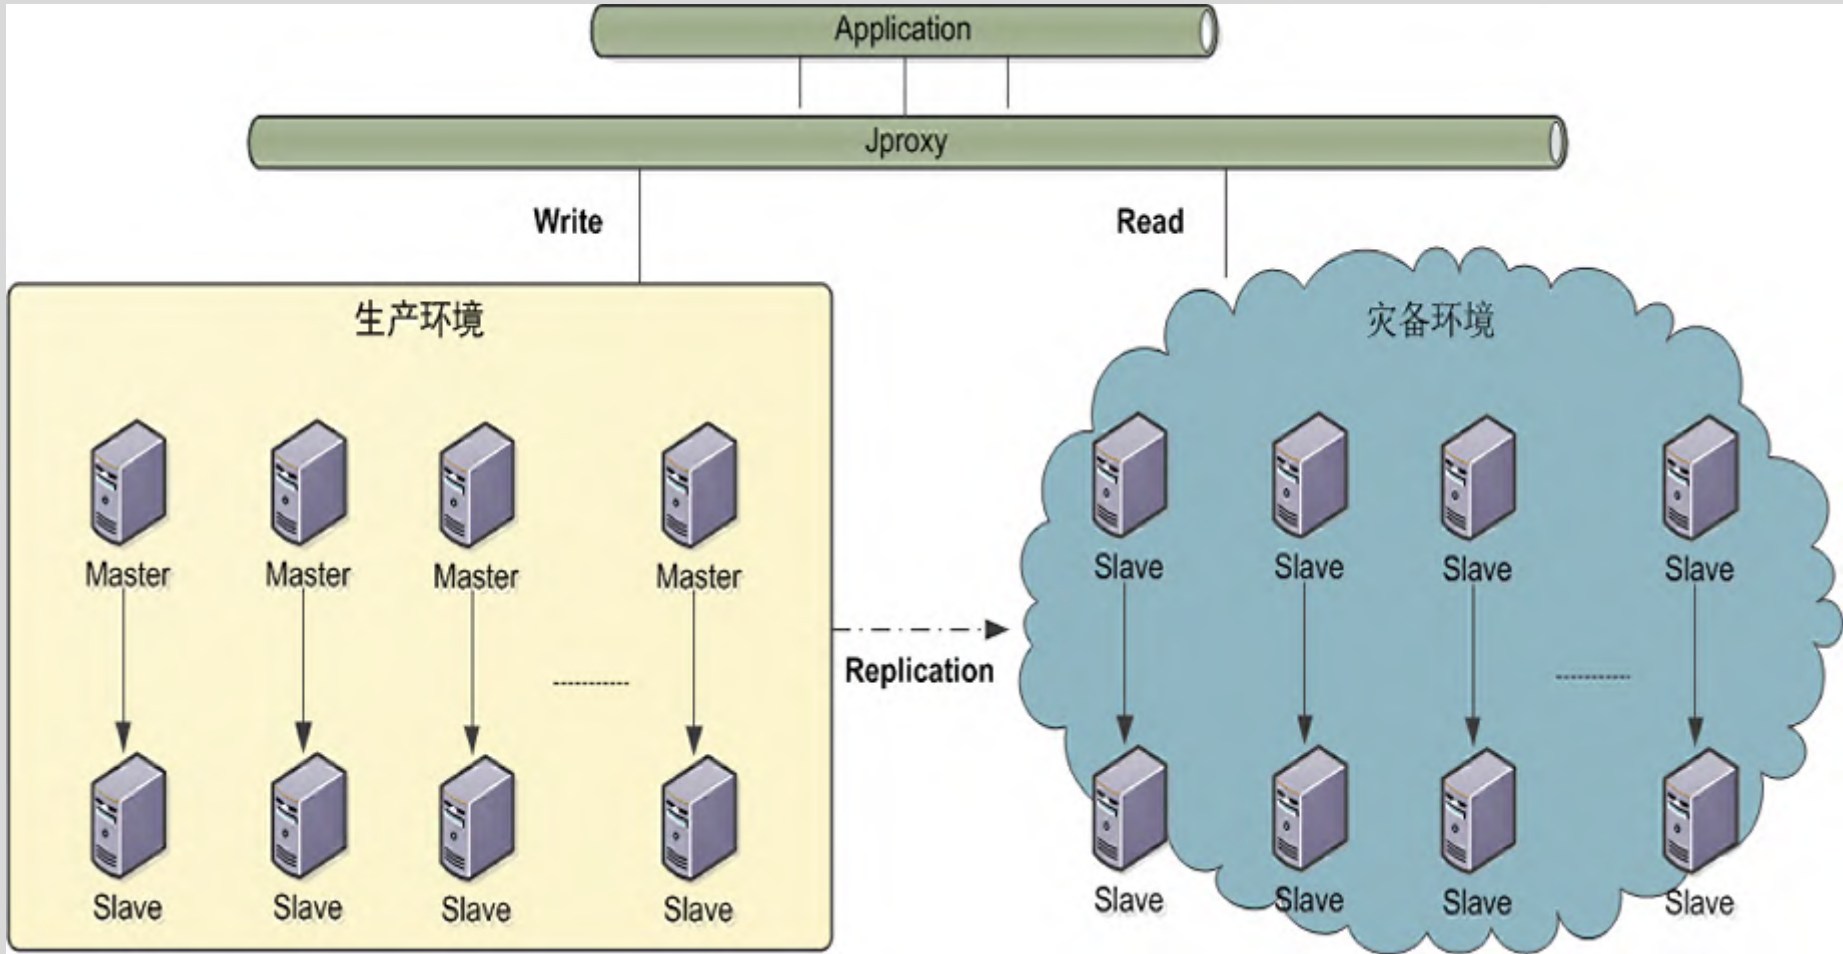 Application
Jproxy
Write
Read
生产环境
灾备环境
Master Master Master Master
Slave Slave Slave Slave
Replication
Slave Slave Slave Slave
Slave Slave Slave Slave